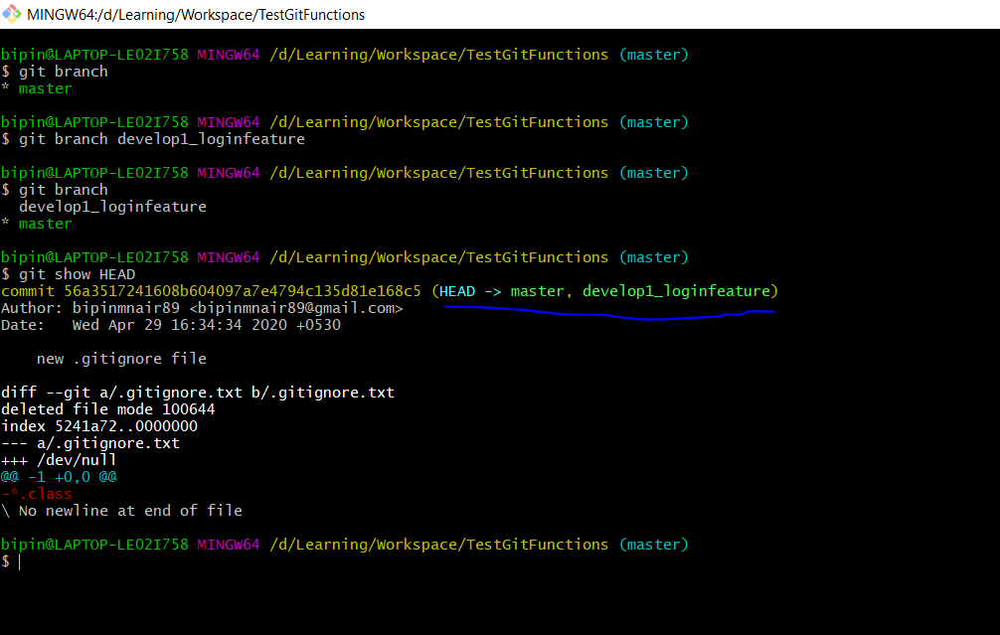 MINGW64:/d/Learning/Workspace/TestGitFunctions
bipin@LAPTOP-LE02I758 MINGW64 /d/Learning/Workspace/TestGitFunctions (master)
$ git branch
* master
bipin@LAPTOP-LE02I758 MINGW64 /d/Learning/Workspace/TestGitFunctions (master)
$ git branch develop1_loginfeature
bipin@LAPTOP-LE02I758 MINGW64 /d/Learning/Workspace/TestGitFunctions (master)
$ git branch
  develop1_loginfeature
* master
bipin@LAPTOP-LE02I758 MINGW64 /d/Learning/Workspace/TestGitFunctions (master)
$ git show HEAD
commit 56a3517241608b604097a7e4794c135d81e168c5 (HEAD -> master, develop1_loginfeature)
Author: bipinmnair89 <bipinmnair89@gmail.com>
Date:   Wed Apr 29 16:34:34 2020 +0530
    new .gitignore file
diff --git a/.gitignore.txt b/.gitignore.txt
deleted file mode 100644
index 5241a72..0000000
--- a/.gitignore.txt
+++ /dev/null
@@ -1 +0,0 @@
-*.class
\ No newline at end of file
bipin@LAPTOP-LE02I758 MINGW64 /d/Learning/Workspace/TestGitFunctions (master)
$